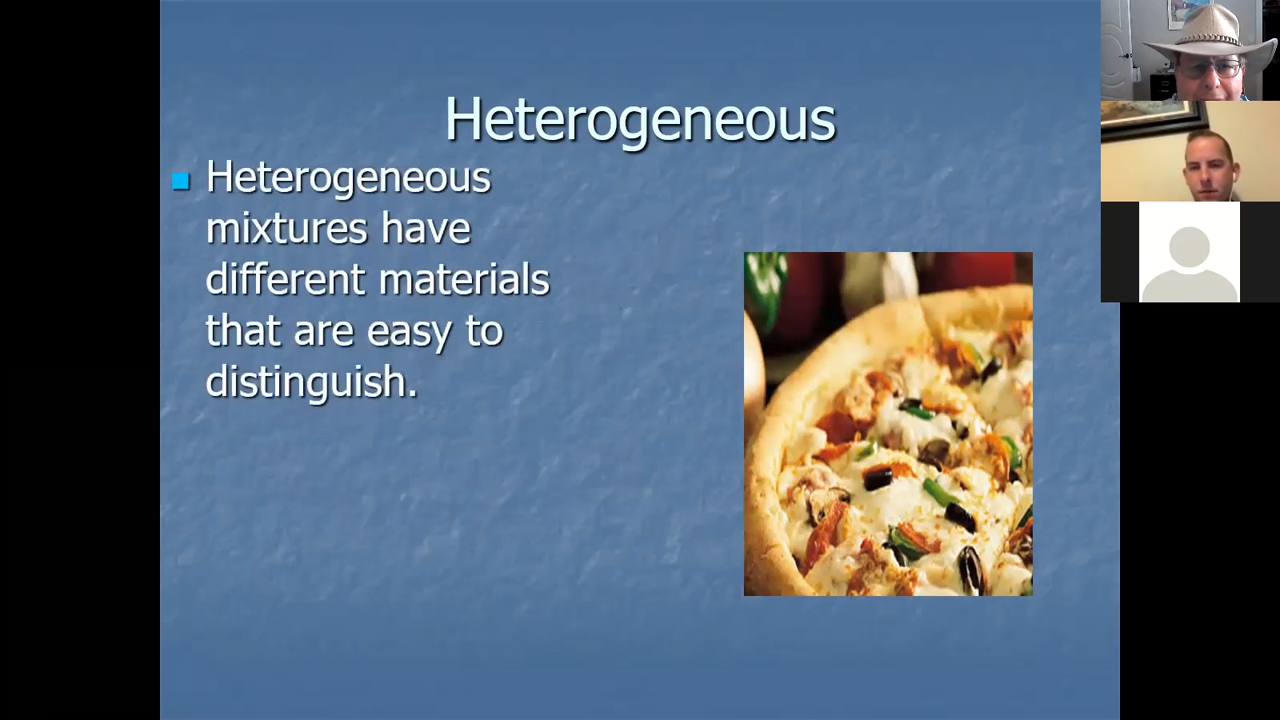 Heterogeneous
Heterogeneous
mixtures have
different materials
that are easy to
distinguish.